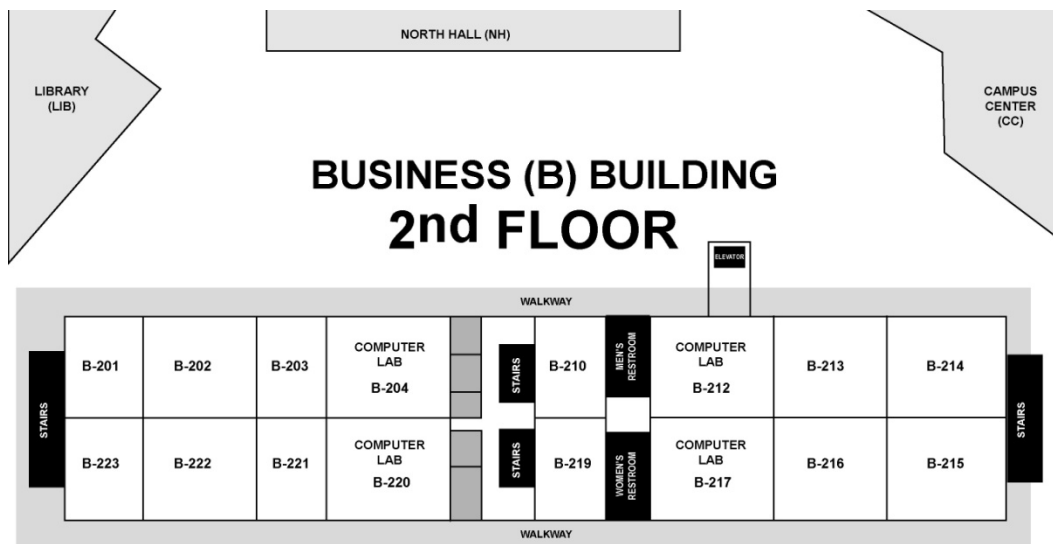 NORTH HALL (NH)
LIBRARY
(LIB)
CAMPUS
CENTER
(CC)
BUSINESS (B) BUILDING
2nd FLOOR
ELEVATOR
WALKWAY
STAIRS
B-201
B-202
B-203
COMPUTER
LAB
B-204
STAIRS
B-210
MEN'S
RESTROOM
COMPUTER
LAB
B-212
B-213
B-214
STAIRS
B-223
B-222
B-221
COMPUTER
LAB
B-220
STAIRS
B-219
WOMEN'S
RESTROOM
COMPUTER
LAB
B-217
B-216
B-215
WALKWAY